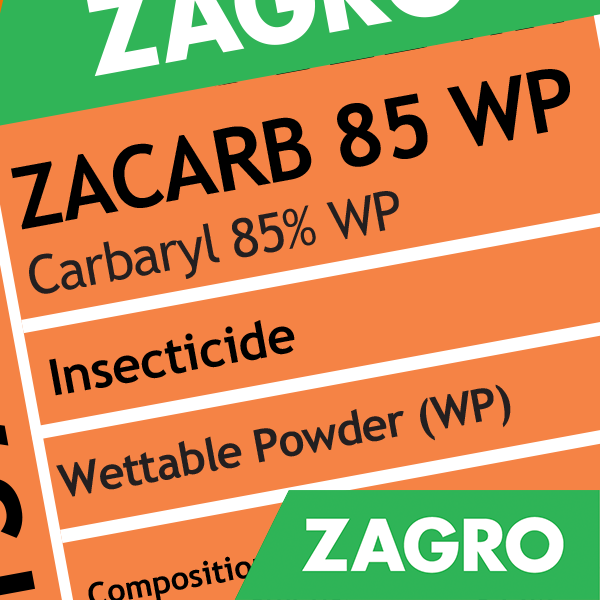 ZAGRO
ZACARB 85 WP
Carbaryl 85% WP
Insecticide
Wettable Powder (WP)
ZAGRO